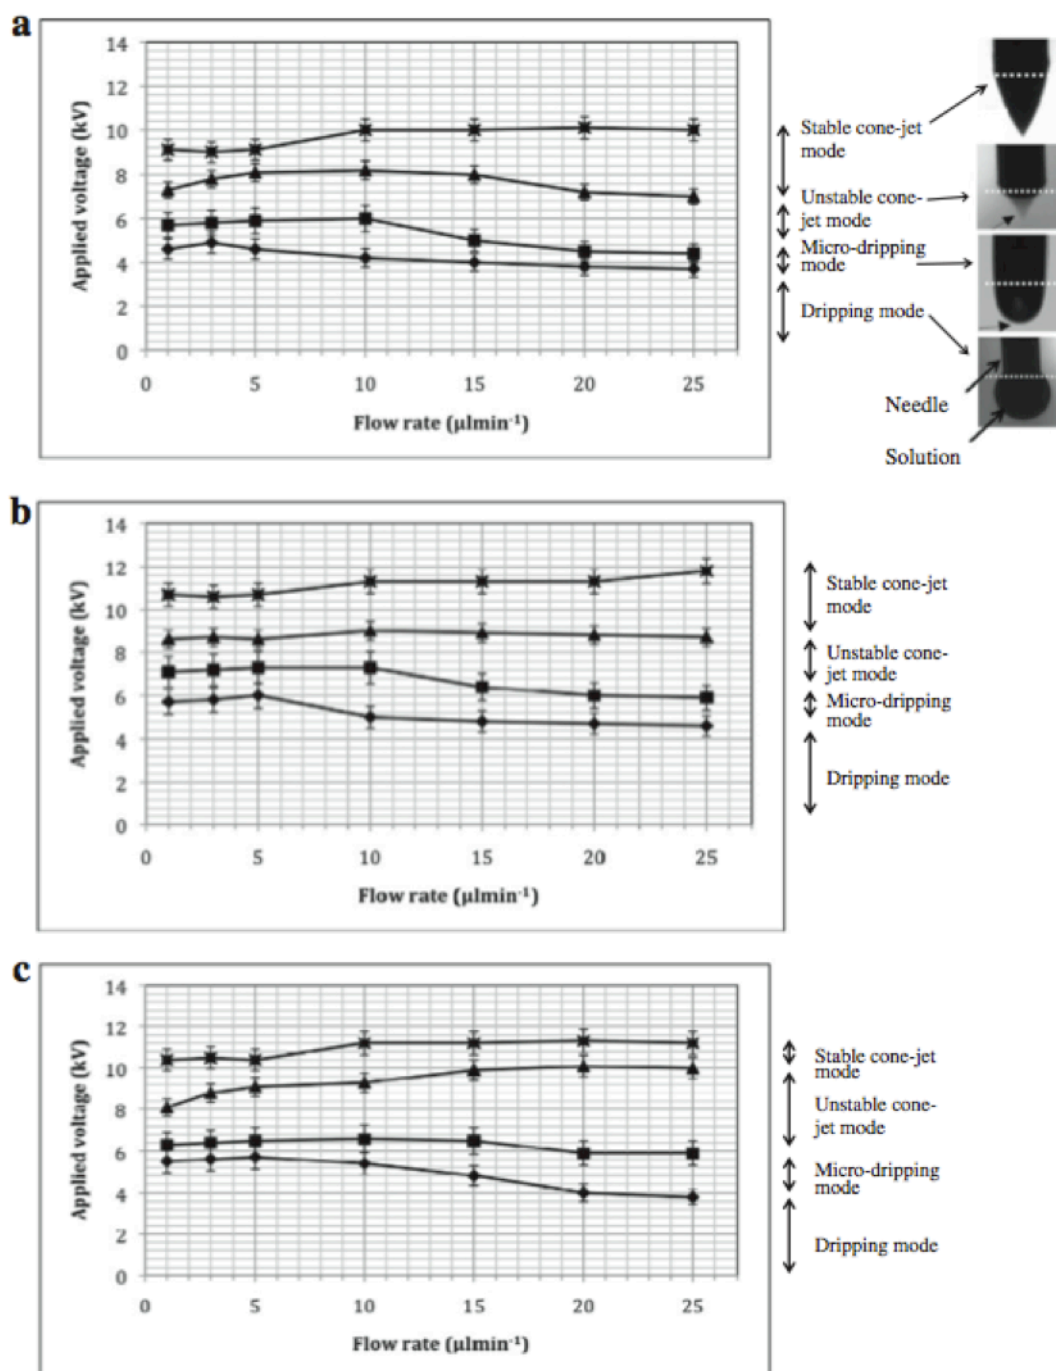 a
14
12
10
8
6
4
2
0
Applied voltage (kV)
0 5 10 15 20 25
Flow rate (µlmin-1)
Stable cone-jet
mode
Unstable cone-
jet mode
Micro-dripping
mode
Dripping mode
Needle
Solution
b
14
12
10
8
6
4
2
0
Applied voltage (kV)
0 5 10 15 20 25
Flow rate (µlmin-1)
Stable cone-jet
mode
Unstable cone-
jet mode
Micro-dripping
mode
Dripping mode
c
14
12
10
8
6
4
2
0
Applied voltage (kV)
0 5 10 15 20 25
Flow rate (µlmin-1)
Stable cone-jet
mode
Unstable cone-
jet mode
Micro-dripping
mode
Dripping mode